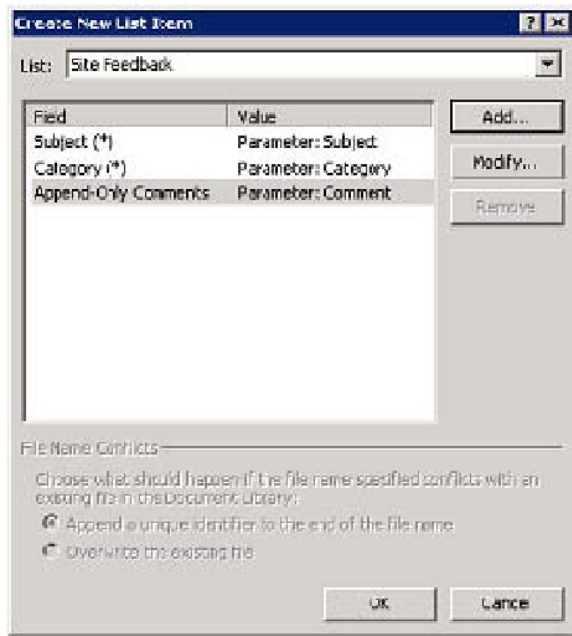 Create New List Item
List: Site Feedback
Field Value
Subject (*) Parameter: Subject
Category (*) Parameter: Category
Append-Only Comments Parameter: Comment
Add...
Modify...
Remove
File Name Conflicts
Choose what should happen if the file name specified conflicts with an
existing file in the Document Library:
Append a unique identifier to the end of the file name
Overwrite the existing file
OK Cancel